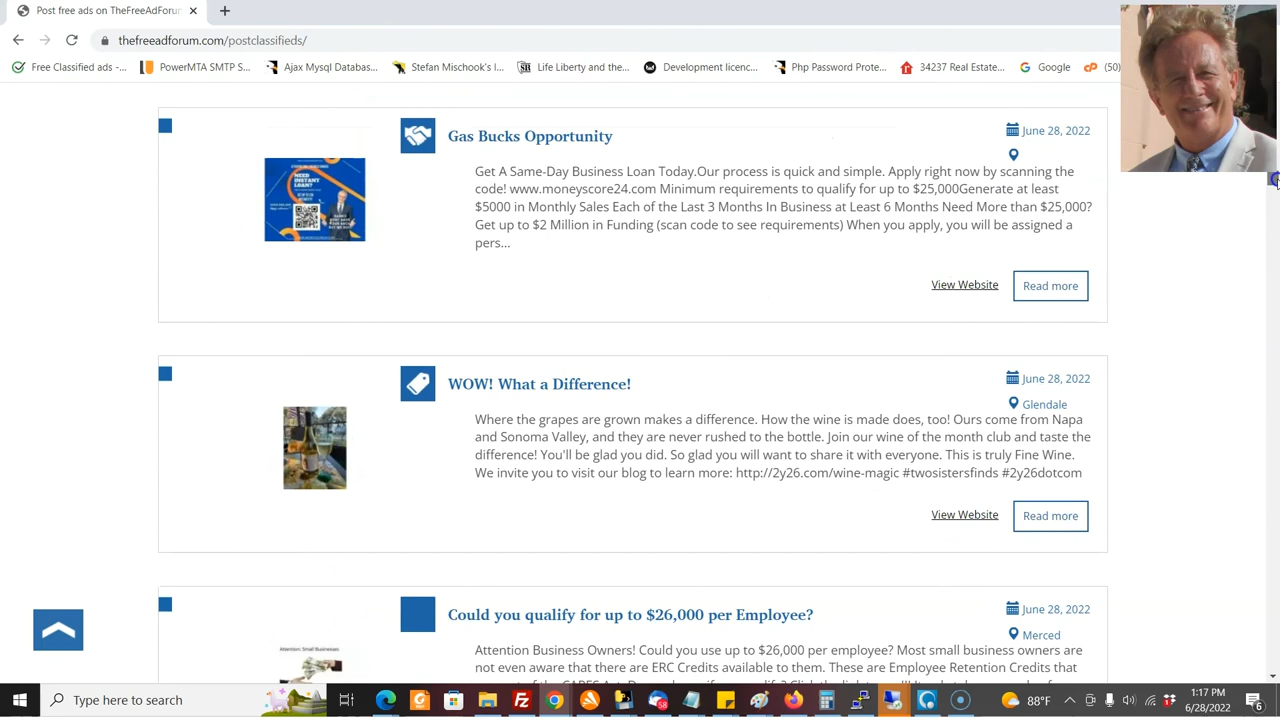 Post free ads on TheFreeAdForum
thefreeadforum.com/postclassifieds/
Free Classified ads -... PowerMTA SMTP S... Ajax Mysql Databas... Stefan Mischook's I... Life Liberty and the... Development licenc... Php Password Prote... 34237 Real Estate... Google (50)
Gas Bucks Opportunity
June 28, 2022
Get A Same-Day Business Loan Today.Our process is quick and simple. Apply right now by scanning the
code! www.moneyscore24.com Minimum requirements to qualify for up to $25,000Generate at least
$5000 in Monthly Sales Each of the Last 3 Months In Business at Least 6 Months Need More than $25,000?
Get up to $2 Million in Funding (scan code to see requirements) When you apply, you will be assigned a
pers...
NEED
INSTANT
LOAN?
View Website Read more
WOW! What a Difference!
June 28, 2022
Glendale
Where the grapes are grown makes a difference. How the wine is made does, too! Ours come from Napa
and Sonoma Valley, and they are never rushed to the bottle. Join our wine of the month club and taste the
difference! You'll be glad you did. So glad you will want to share it with everyone. This is truly Fine Wine.
We invite you to visit our blog to learn more: http://2y26.com/wine-magic #twosistersfinds #2y26dotcom
View Website Read more
Could you qualify for up to $26,000 per Employee?
June 28, 2022
Merced
Attention: Small Businesses
Attention Business Owners! Could you use up to $26,000 per employee? Most small business owners are
not even aware that there are ERC Credits available to them. These are Employee Retention Credits that
Type here to search
58
88°F
1:17 PM
6/28/2022
6